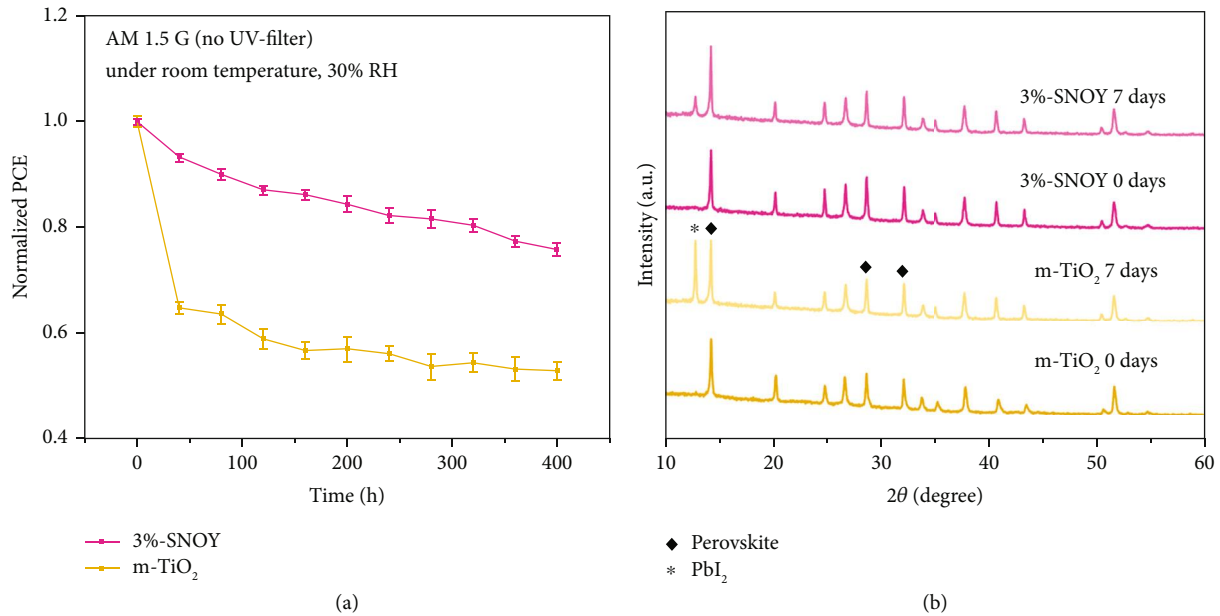 AM 1.5 G (no UV-filter)
under room temperature, 30% RH
Normalized PCE
1.2
1.0
0.8
0.6
0.4
0
100
200
300
400
Time (h)
3%-SNOY
m-TiO₂
(a)
Intensity (a.u.)
3%-SNOY 7 days
3%-SNOY 0 days
* ◆
◆ ◆
m-TiO₂ 7 days
m-TiO₂ 0 days
10
20
30
40
50
60
2θ (degree)
◆ Perovskite
* PbI₂
(b)